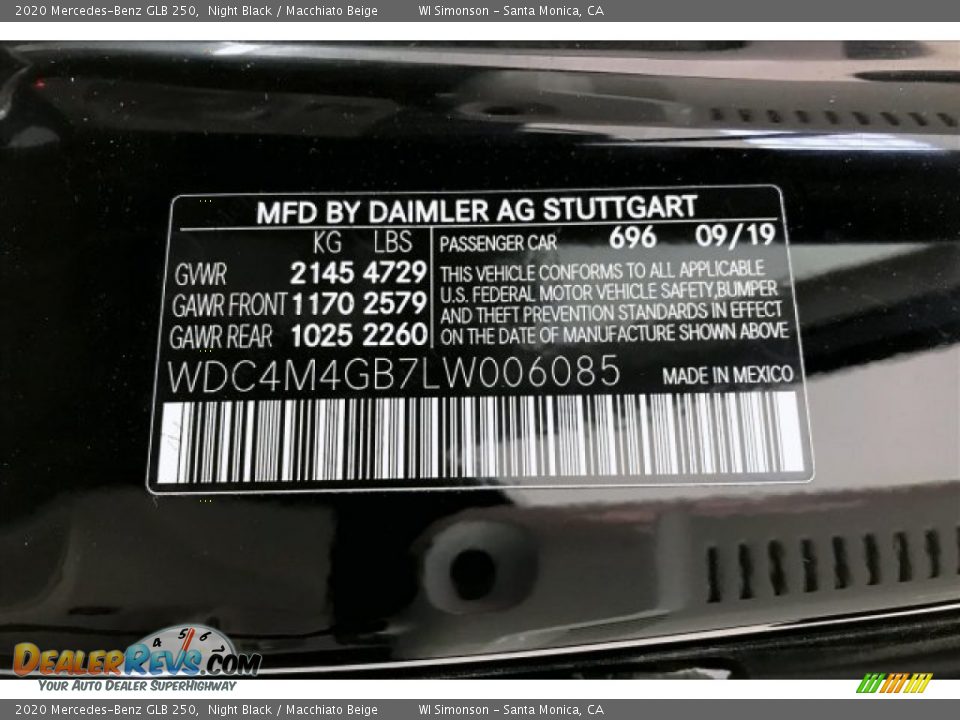 2020 Mercedes-Benz GLB 250, Night Black / Macchiato Beige WI Simonson - Santa Monica, CA
MFD BY DAIMLER AG STUTTGART
KG LBS PASSENGER CAR 696 09/19
GVWR 2145 4729 THIS VEHICLE CONFORMS TO ALL APPLICABLE
U.S. FEDERAL MOTOR VEHICLE SAFETY,BUMPER
GAWR FRONT 1170 2579 AND THEFT PREVENTION STANDARDS IN EFFECT
GAWR REAR 1025 2260 ON THE DATE OF MANUFACTURE SHOWN ABOVE
WDC4M4GB7LW006085 MADE IN MEXICO
4 5 6 7
DEALERREVS.COM
YOUR AUTO DEALER SUPERHIGHWAY
2020 Mercedes-Benz GLB 250, Night Black / Macchiato Beige WI Simonson - Santa Monica, CA